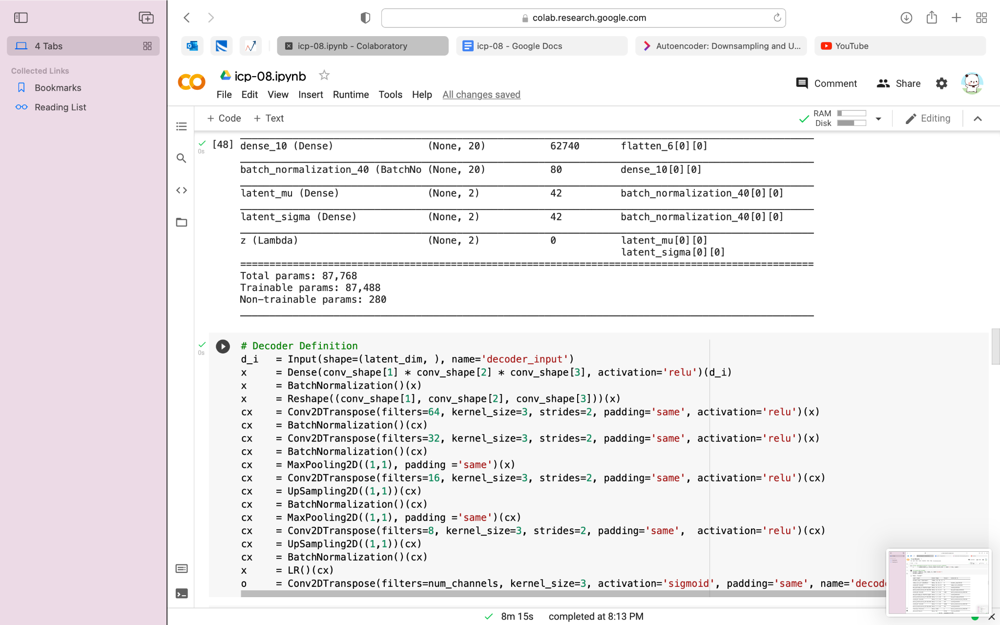 colab.research.google.com
4 Tabs
icp-08.ipynb - Colaboratory
icp-08 - Google Docs
Autoencoder: Downsampling and U...
YouTube
Collected Links
Bookmarks
Reading List
icp-08.ipynb
File Edit View Insert Runtime Tools Help All changes saved
Comment
Share
+ Code + Text
RAM
Disk
Editing
0s
[48]
dense_10 (Dense) (None, 20) 62740 flatten_6[0][0]
batch_normalization_40 (BatchNo (None, 20) 80 dense_10[0][0]
latent_mu (Dense) (None, 2) 42 batch_normalization_40[0][0]
latent_sigma (Dense) (None, 2) 42 batch_normalization_40[0][0]
z (Lambda) (None, 2) 0 latent_mu[0][0]
latent_sigma[0][0]
==================================================================================================
Total params: 87,768
Trainable params: 87,488
Non-trainable params: 280
0s
# Decoder Definition
d_i   = Input(shape=(latent_dim, ), name='decoder_input')
x     = Dense(conv_shape[1] * conv_shape[2] * conv_shape[3], activation='relu')(d_i)
x     = BatchNormalization()(x)
x     = Reshape((conv_shape[1], conv_shape[2], conv_shape[3]))(x)
cx    = Conv2DTranspose(filters=64, kernel_size=3, strides=2, padding='same', activation='relu')(x)
cx    = BatchNormalization()(cx)
cx    = Conv2DTranspose(filters=32, kernel_size=3, strides=2, padding='same', activation='relu')(x)
cx    = BatchNormalization()(cx)
cx    = MaxPooling2D((1,1), padding ='same')(x)
cx    = Conv2DTranspose(filters=16, kernel_size=3, strides=2, padding='same', activation='relu')(cx)
cx    = UpSampling2D((1,1))(cx)
cx    = BatchNormalization()(cx)
cx    = MaxPooling2D((1,1), padding ='same')(cx)
cx    = Conv2DTranspose(filters=8, kernel_size=3, strides=2, padding='same',  activation='relu')(cx)
cx    = UpSampling2D((1,1))(cx)
cx    = BatchNormalization()(cx)
x     = LR()(cx)
o     = Conv2DTranspose(filters=num_channels, kernel_size=3, activation='sigmoid', padding='same', name='decod
8m 15s completed at 8:13 PM